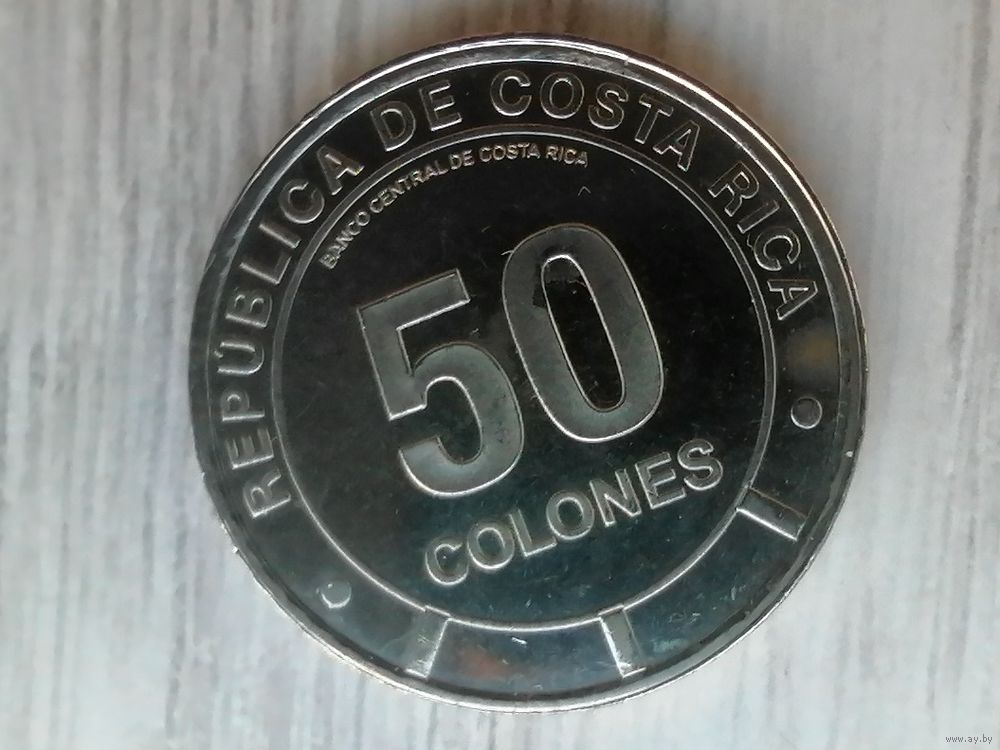 REPÚBLICA DE COSTA RICA
BANCO CENTRAL DE COSTA RICA
50
COLONES
www.ay.by